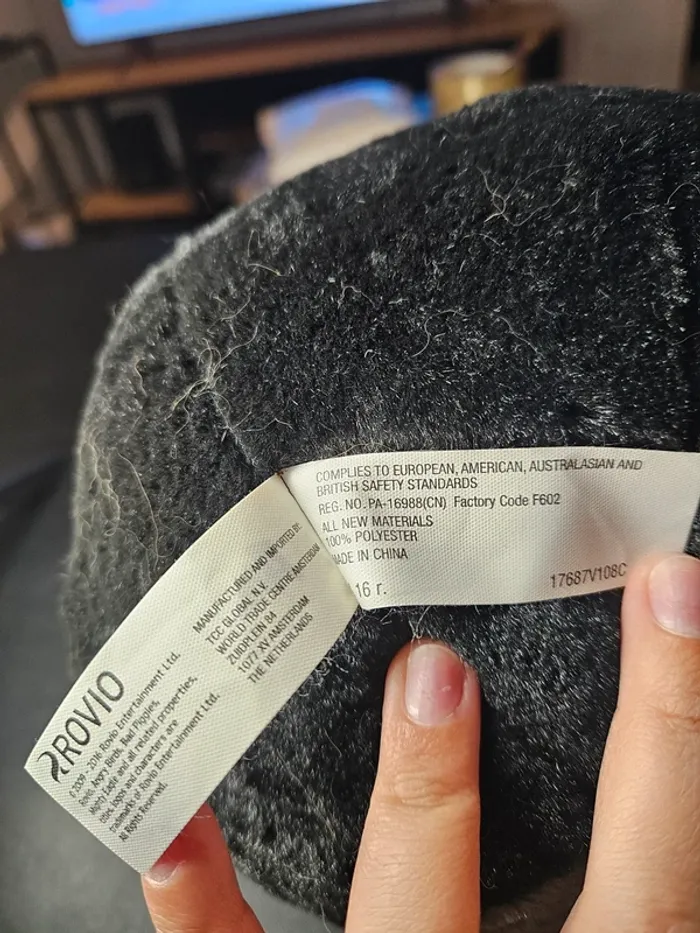 ROVIO
© 2009 - 2016 Rovio Entertainment Ltd.
Rovio, Angry Birds, Bad Piggies,
Mighty Eagle and all related properties,
titles, logos and characters are
trademarks of Rovio Entertainment Ltd.
All Rights Reserved.
MANUFACTURED AND IMPORTED BY:
TCC GLOBAL N.V.
WORLD TRADE CENTRE AMSTERDAM
ZUIDPLEIN 84
1077 XV AMSTERDAM
THE NETHERLANDS
COMPLIES TO EUROPEAN, AMERICAN, AUSTRALASIAN AND
BRITISH SAFETY STANDARDS
REG. NO. PA-16988(CN) Factory Code F602
ALL NEW MATERIALS
100% POLYESTER
MADE IN CHINA
16 r.
17687V108C